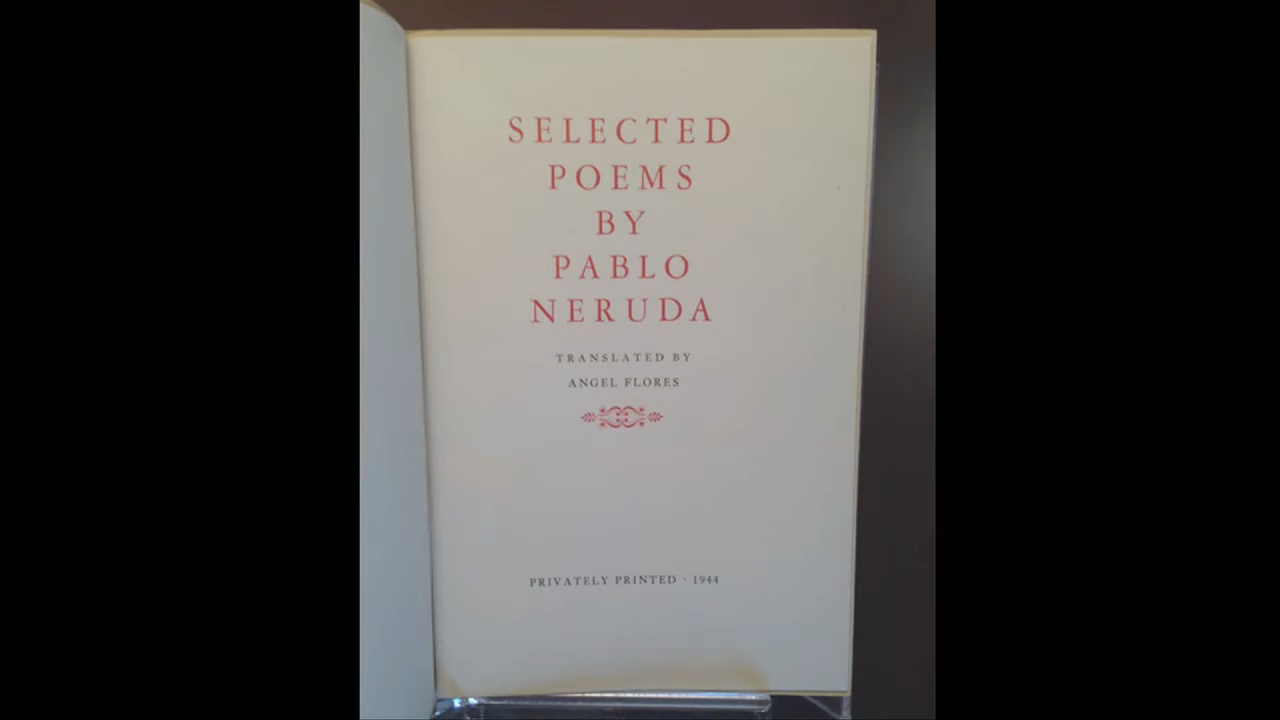 SELECTED
POEMS
BY
PABLO
NERUDA
TRANSLATED BY
ANGEL FLORES
PRIVATELY PRINTED · 1944